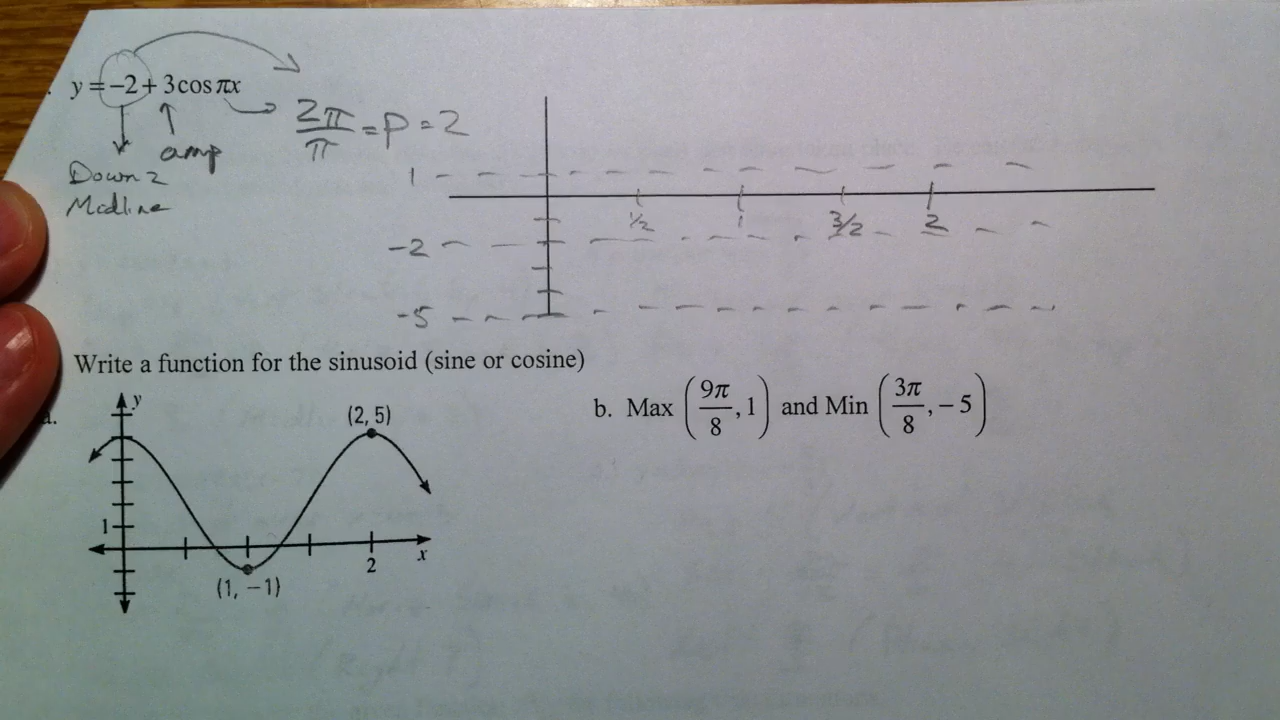 y = −2 + 3cos πx
2π/π = P = 2
amp
Down 2
Midline
1
−2
−5
1/2 1 3/2 2
Write a function for the sinusoid (sine or cosine)
a.
y
(2, 5)
1
2
x
(1, −1)
b. Max (9π/8, 1) and Min (3π/8, −5)